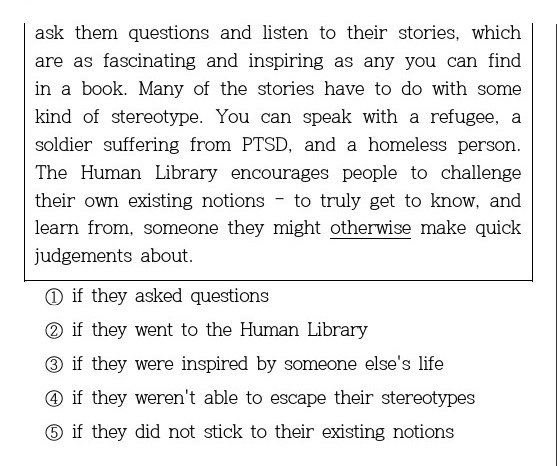 ask them questions and listen to their stories, which
are as fascinating and inspiring as any you can find
in a book. Many of the stories have to do with some
kind of stereotype. You can speak with a refugee, a
soldier suffering from PTSD, and a homeless person.
The Human Library encourages people to challenge
their own existing notions - to truly get to know, and
learn from, someone they might otherwise make quick
judgements about.
① if they asked questions
② if they went to the Human Library
③ if they were inspired by someone else's life
④ if they weren't able to escape their stereotypes
⑤ if they did not stick to their existing notions